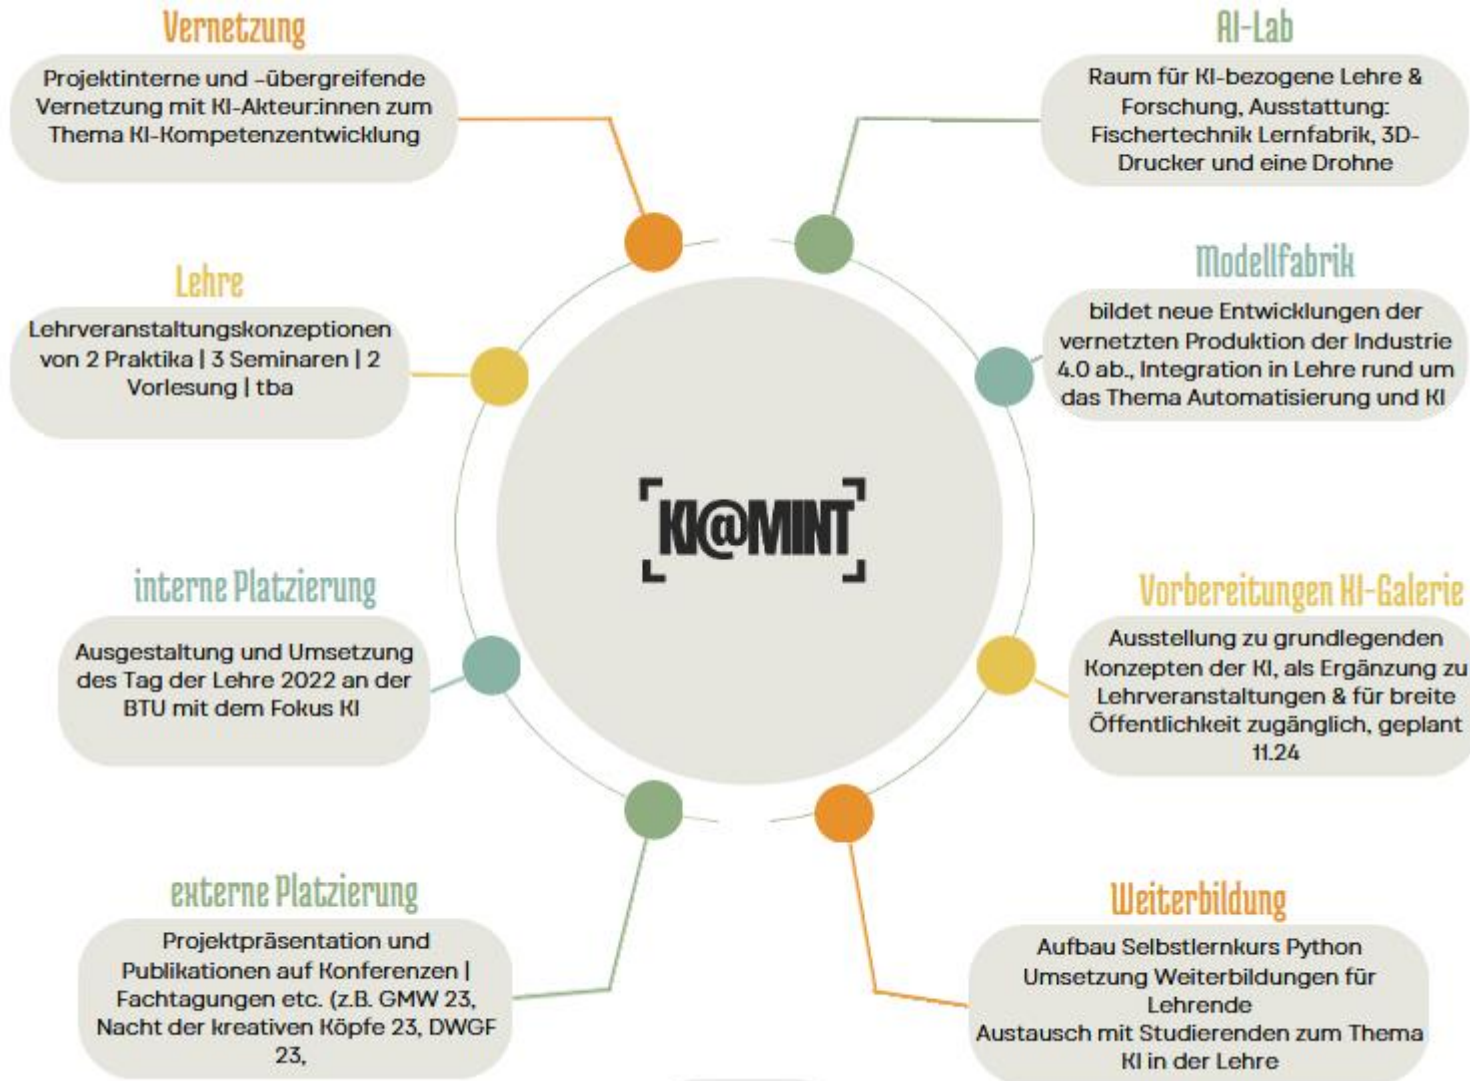 Vernetzung
Projektinterne und -übergreifende
Vernetzung mit KI-Akteur:innen zum
Thema KI-Kompetenzentwicklung
AI-Lab
Raum für KI-bezogene Lehre &
Forschung, Ausstattung:
Fischertechnik Lernfabrik, 3D-
Drucker und eine Drohne
Lehre
Lehrveranstaltungskonzeptionen
von 2 Praktika | 3 Seminaren | 2
Vorlesung | tba
Modellfabrik
bildet neue Entwicklungen der
vernetzten Produktion der Industrie
4.0 ab., Integration in Lehre rund um
das Thema Automatisierung und KI
KI@MINT
interne Platzierung
Ausgestaltung und Umsetzung
des Tag der Lehre 2022 an der
BTU mit dem Fokus KI
Vorbereitungen KI-Galerie
Ausstellung zu grundlegenden
Konzepten der KI, als Ergänzung zu
Lehrveranstaltungen & für breite
Öffentlichkeit zugänglich, geplant
11.24
externe Platzierung
Projektpräsentation und
Publikationen auf Konferenzen |
Fachtagungen etc. (z.B. GMW 23,
Nacht der kreativen Köpfe 23, DWGF
23,
Weiterbildung
Aufbau Selbstlernkurs Python
Umsetzung Weiterbildungen für
Lehrende
Austausch mit Studierenden zum Thema
KI in der Lehre